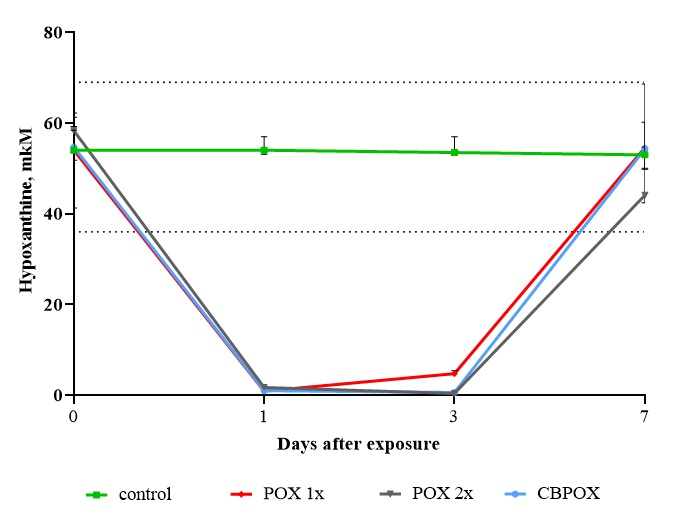 80
60
40
20
0
Hypoxanthine, mkM
0 1 3 7
Days after exposure
control POX 1x POX 2x CBPOX